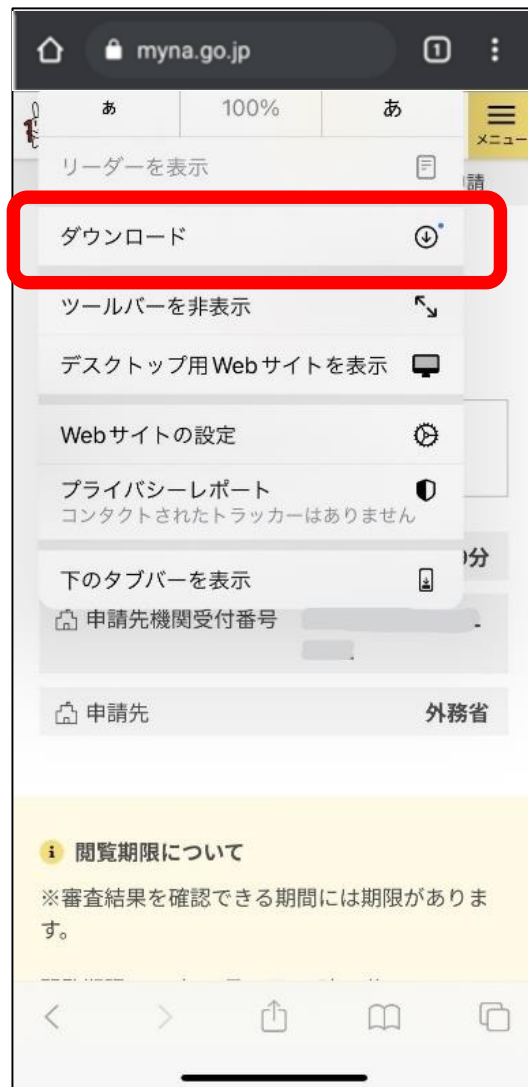 myna.go.jp
1
あ 100% あ
メニュー
リーダーを表示
請
ダウンロード
ツールバーを非表示
デスクトップ用Webサイトを表示
Webサイトの設定
プライバシーレポート
コンタクトされたトラッカーはありません
分
下のタブバーを表示
申請先機関受付番号
申請先 外務省
閲覧期限について
※審査結果を確認できる期間には期限がありま
す。